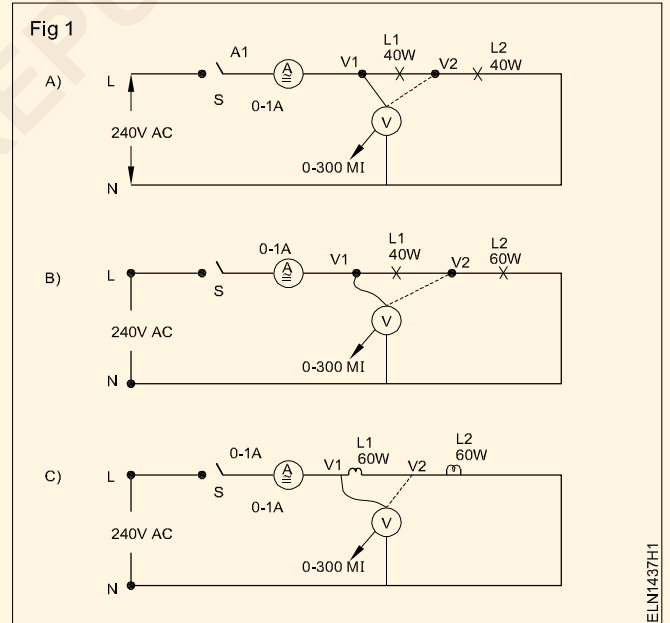 Fig 1
A)
L
A1
S
A
0-1A
V1
L1
40W
V2
L2
40W
240V AC
V
0-300 MI
N
B)
L
S
0-1A
A
V1
L1
40W
V2
L2
60W
240V AC
V
0-300 MI
N
C)
L
0-1A
S
A
0-1A
V1
L1
60W
V2
L2
60W
240V AC
V
0-300 MI
N
ELN1437H1